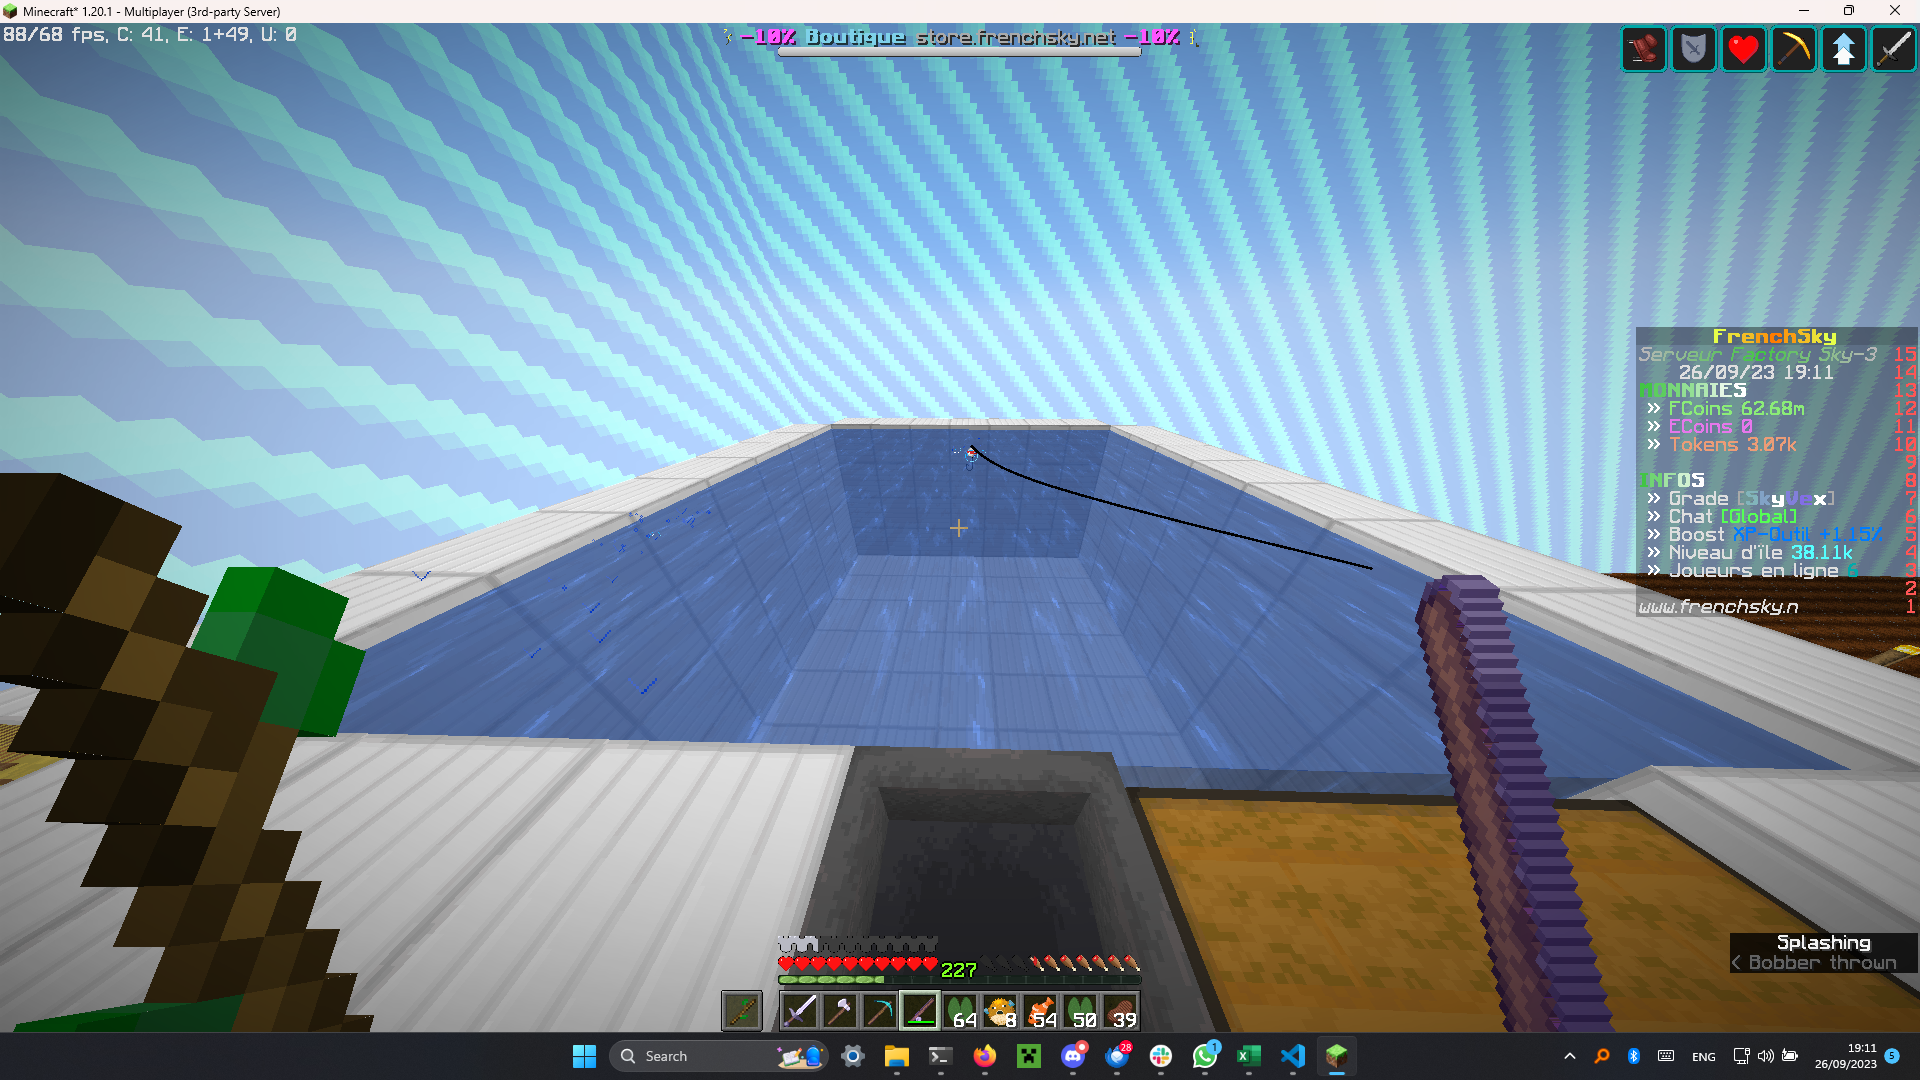 Minecraft* 1.20.1 - Multiplayer (3rd-party Server)
88/68 fps, C: 41, E: 1+49, U: 0
-10% Boutique store.frenchsky.net -10%
FrenchSky
Serveur Factory Sky-3 15
26/09/23 19:11 14
MONNAIES 13
» FCoins 62.68m 12
» ECoins 0 11
» Tokens 3.07k 10
9
INFOS 8
» Grade [SkyVex] 7
» Chat [Global] 6
» Boost XP-Outil +1.15% 5
» Niveau d'île 38.11k 4
» Joueurs en ligne 6 3
2
www.frenchsky.n 1
Splashing
< Bobber thrown
227
64 8 54 50 39
Search
28
1
ENG
19:11
26/09/2023
5